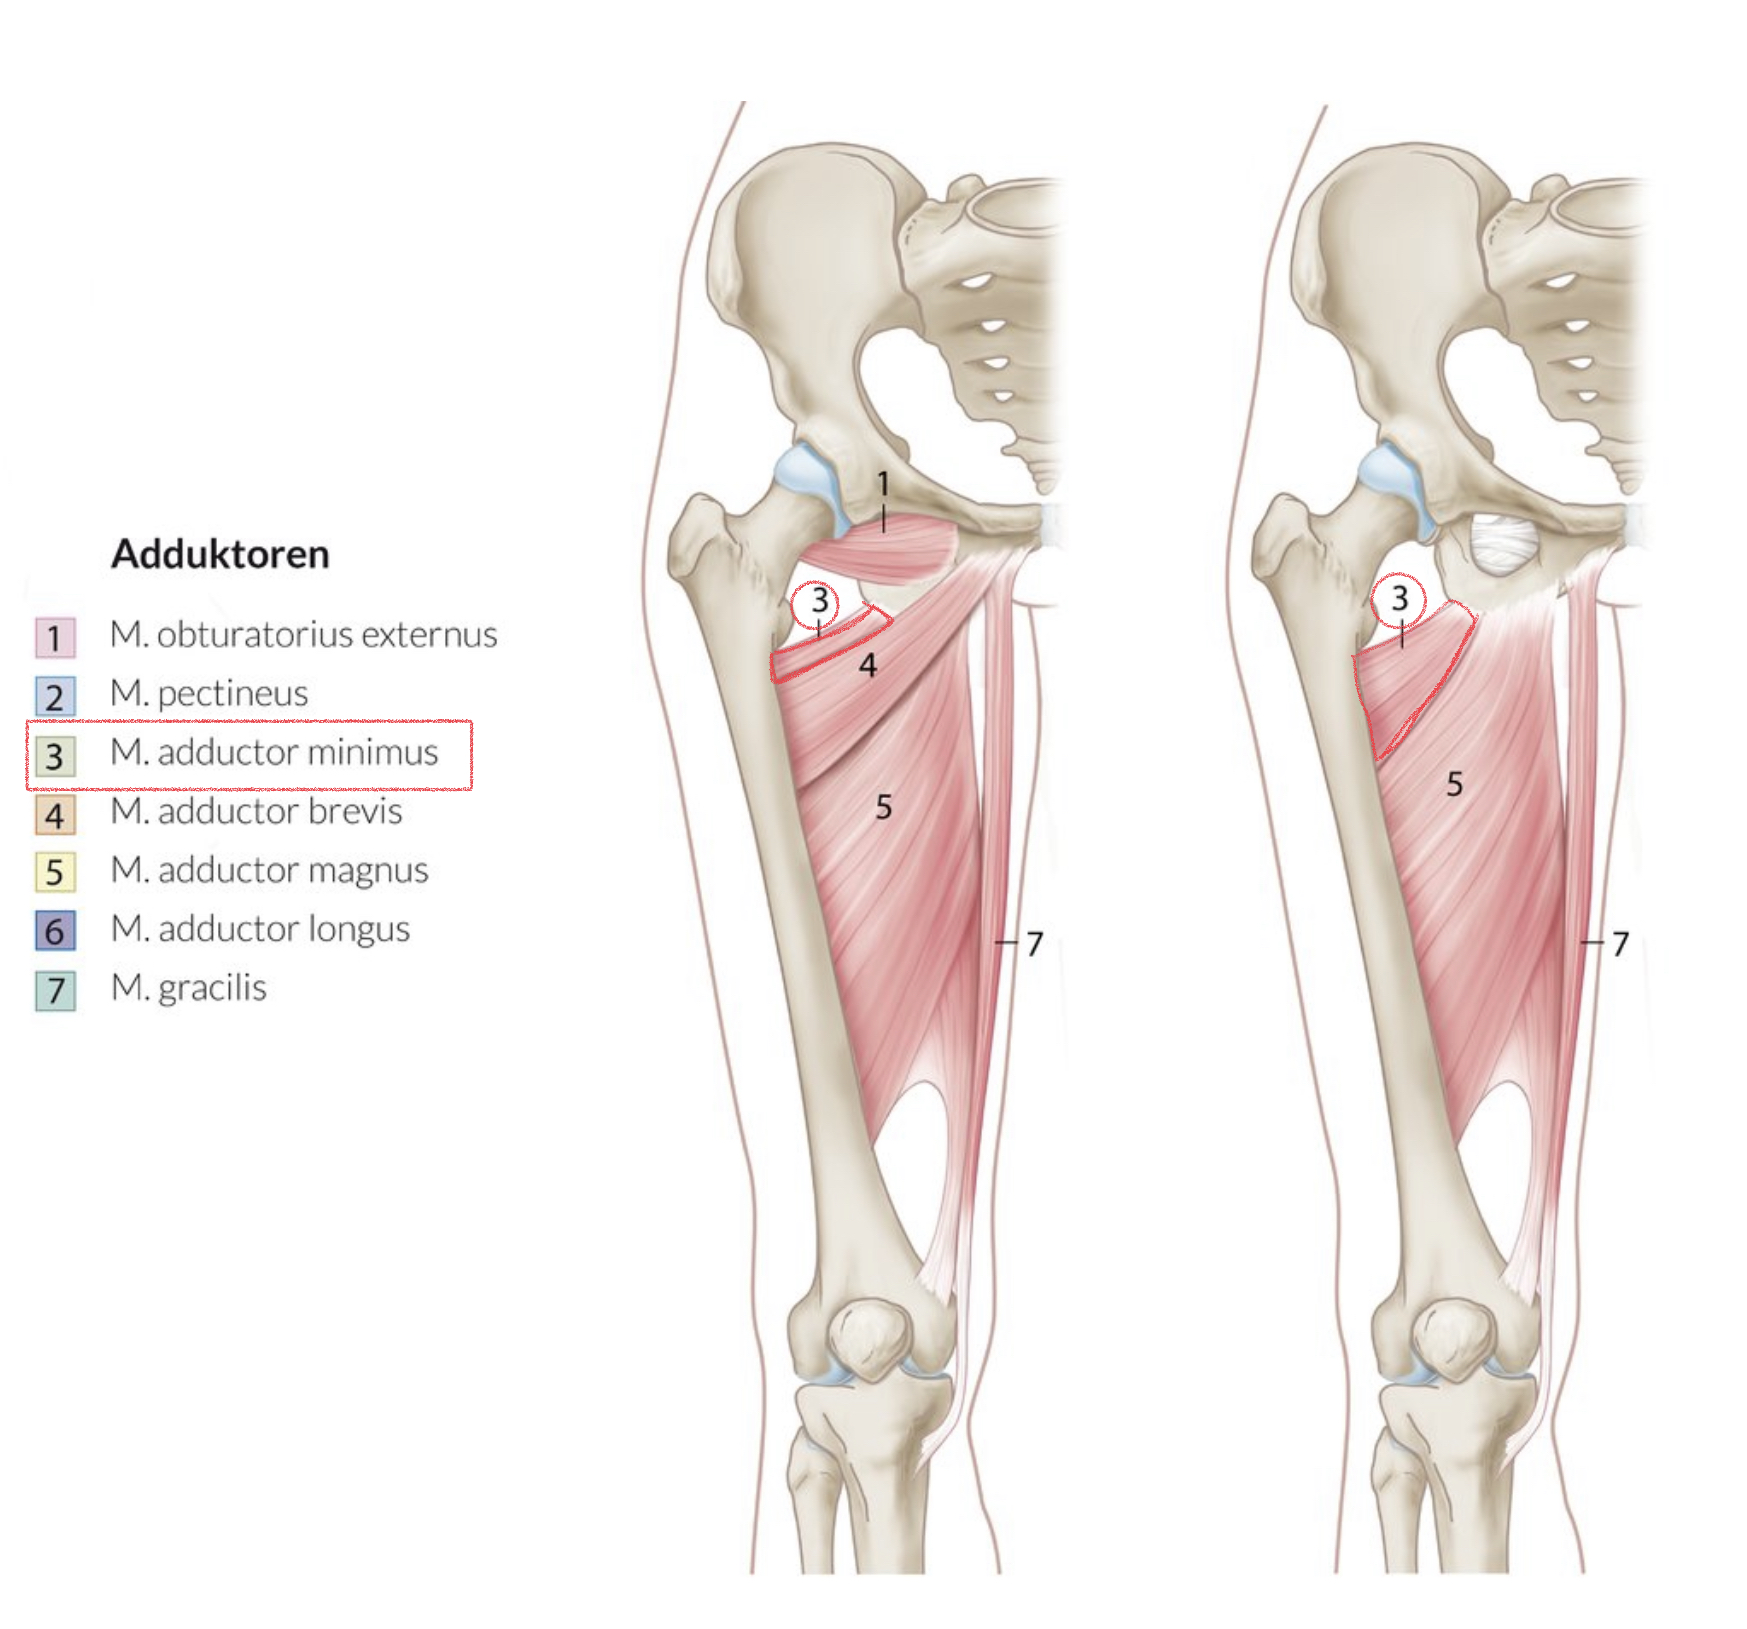 Adduktoren
1 M. obturatorius externus
2 M. pectineus
3 M. adductor minimus
4 M. adductor brevis
5 M. adductor magnus
6 M. adductor longus
7 M. gracilis
1
3
4
5
7
3
5
7